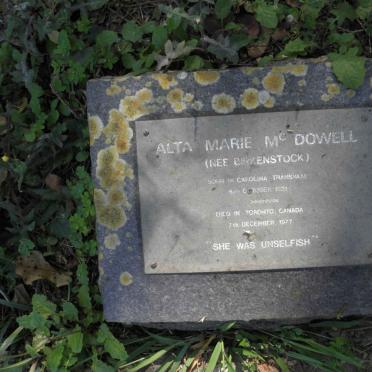 ALTA MARIE McDOWELL
(NEE BIRKENSTOCK)
BORN IN CAROLINA, TRANSVAAL
OCTOBER
DIED IN TORONTO, CANADA
7TH DECEMBER 1977
"SHE WAS UNSELFISH"